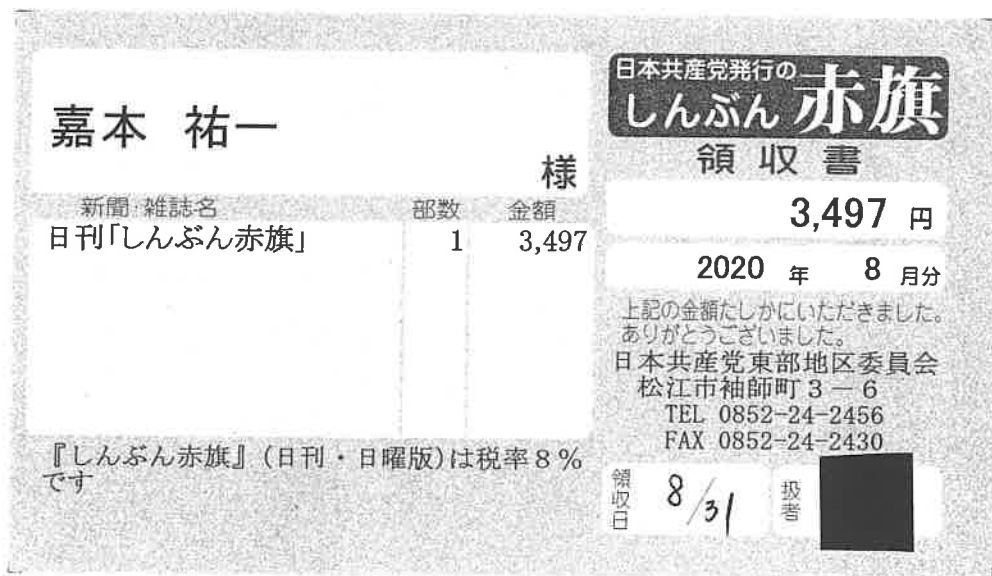 嘉本 祐一
様
新聞・雑誌名 部数 金額
日刊「しんぶん赤旗」 1 3,497
『しんぶん赤旗』(日刊・日曜版)は税率8%
です
日本共産党発行の
しんぶん赤旗
領収書
3,497 円
2020 年 8 月分
上記の金額たしかにいただきました。
ありがとうございました。
日本共産党東部地区委員会
松江市袖師町3-6
TEL 0852-24-2456
FAX 0852-24-2430
領収日 8/31 扱者